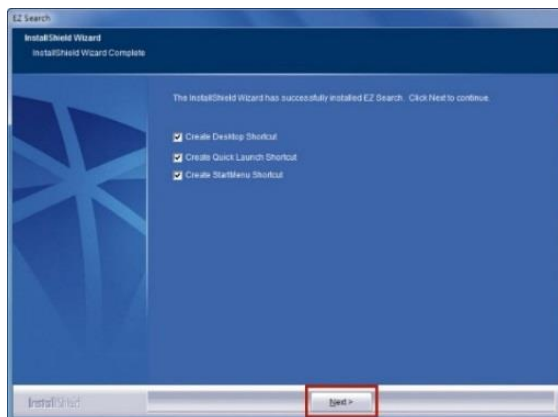 EZ Search
InstallShield Wizard
InstallShield Wizard Complete
The InstallShield Wizard has successfully installed EZ Search. Click Next to continue.
Create Desktop Shortcut
Create Quick Launch Shortcut
Create StartMenu Shortcut
InstallShield
Next >